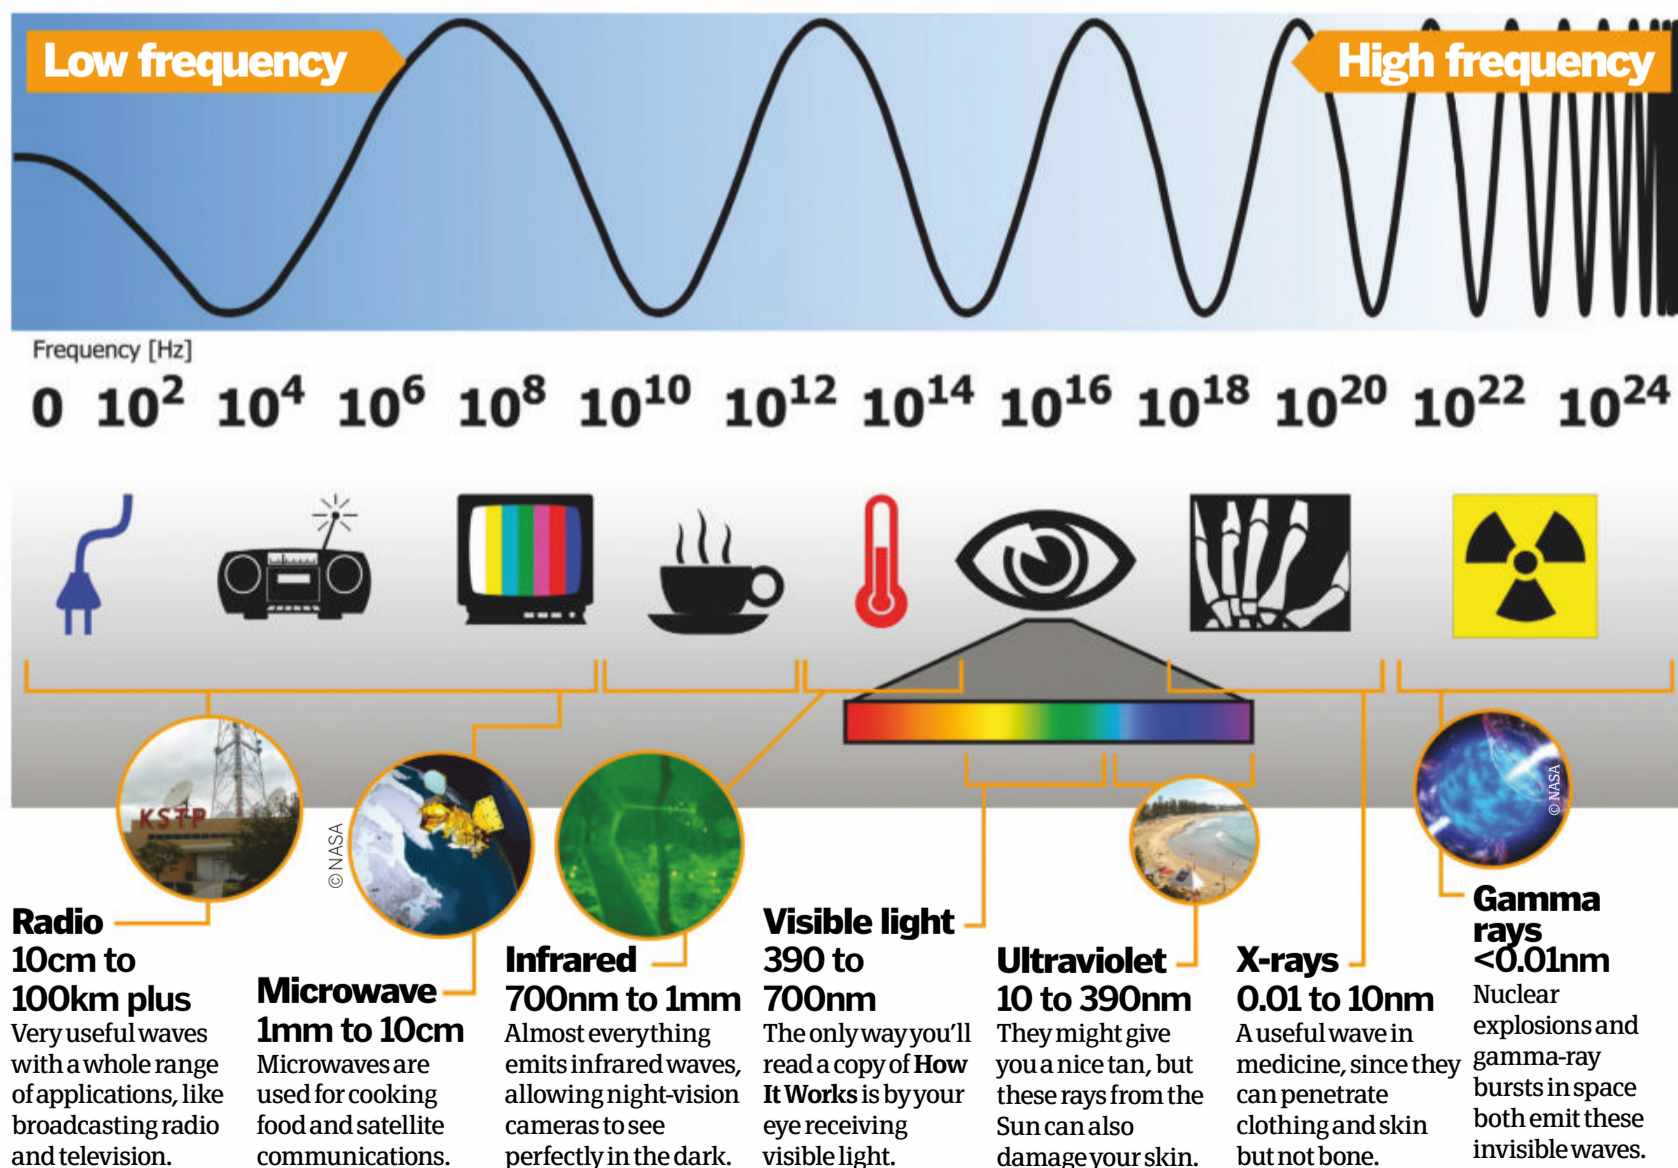 Low frequency
High frequency
Frequency [Hz]
0 10² 10⁴ 10⁶ 10⁸ 10¹⁰ 10¹² 10¹⁴ 10¹⁶ 10¹⁸ 10²⁰ 10²² 10²⁴
KSTP
© NASA
© NASA
Radio
10cm to
100km plus
Very useful waves
with a whole range
of applications, like
broadcasting radio
and television.
Microwave
1mm to 10cm
Microwaves are
used for cooking
food and satellite
communications.
Infrared
700nm to 1mm
Almost everything
emits infrared waves,
allowing night-vision
cameras to see
perfectly in the dark.
Visible light
390 to
700nm
The only way you'll
read a copy of How
It Works is by your
eye receiving
visible light.
Ultraviolet
10 to 390nm
They might give
you a nice tan, but
these rays from the
Sun can also
damage your skin.
X-rays
0.01 to 10nm
A useful wave in
medicine, since they
can penetrate
clothing and skin
but not bone.
Gamma
rays
<0.01nm
Nuclear
explosions and
gamma-ray
bursts in space
both emit these
invisible waves.